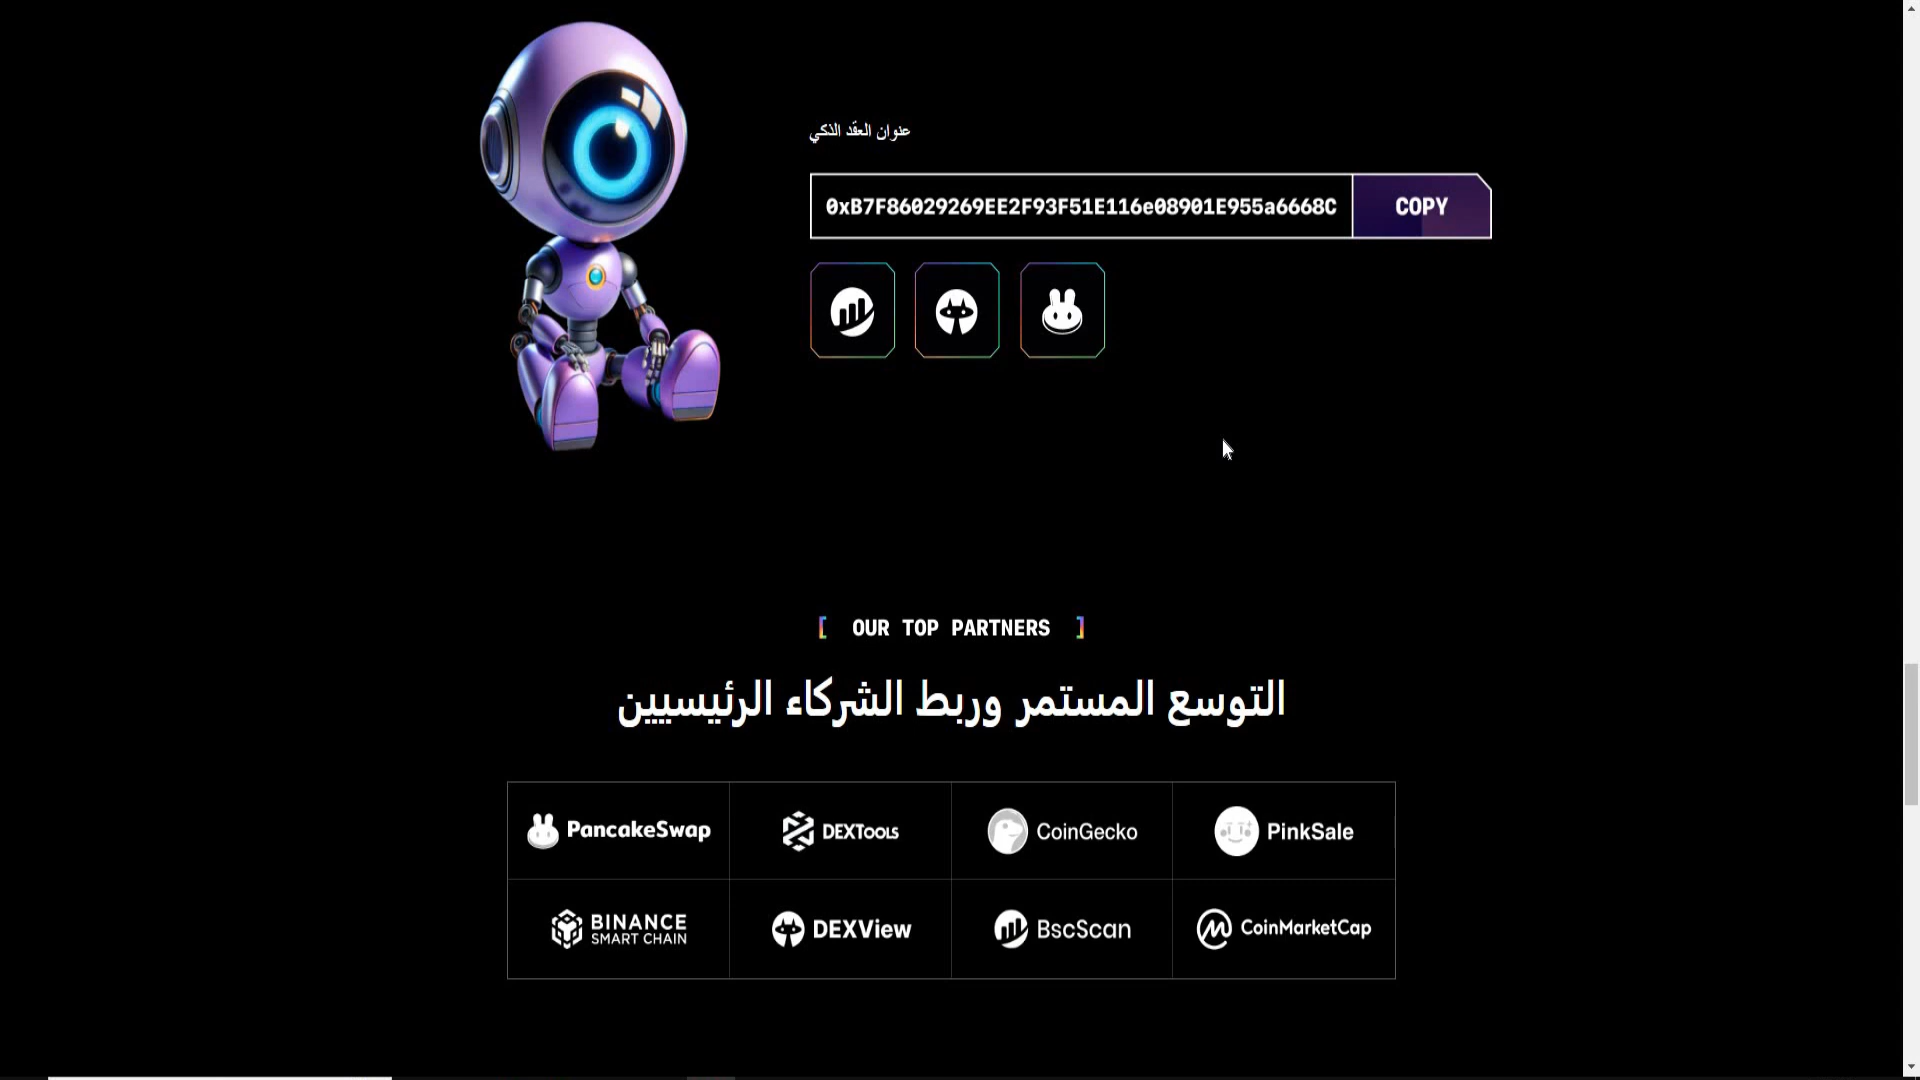 عنوان العقد الذكي
0xB7F86029269EE2F93F51E116e08901E955a6668C
COPY
[ OUR TOP PARTNERS ]
التوسع المستمر وربط الشركاء الرئيسيين
PancakeSwap
DEXTools
CoinGecko
PinkSale
BINANCE
SMART CHAIN
DEXView
BscScan
CoinMarketCap